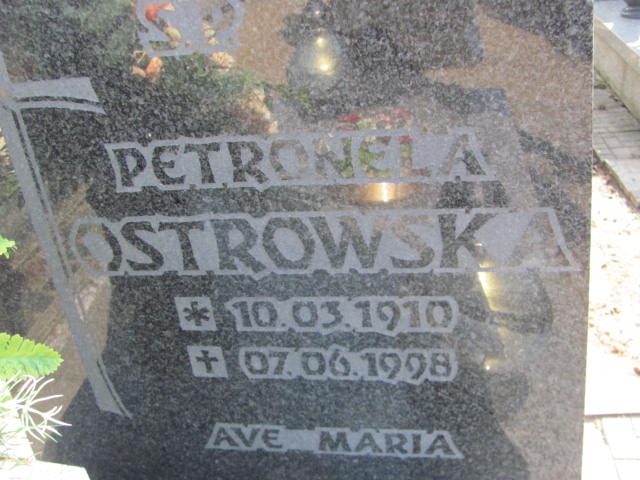 Ś.P.
PETRONELA
OSTROWSKA
* 10.03.1910
✝ 07.06.1998
AVE MARIA